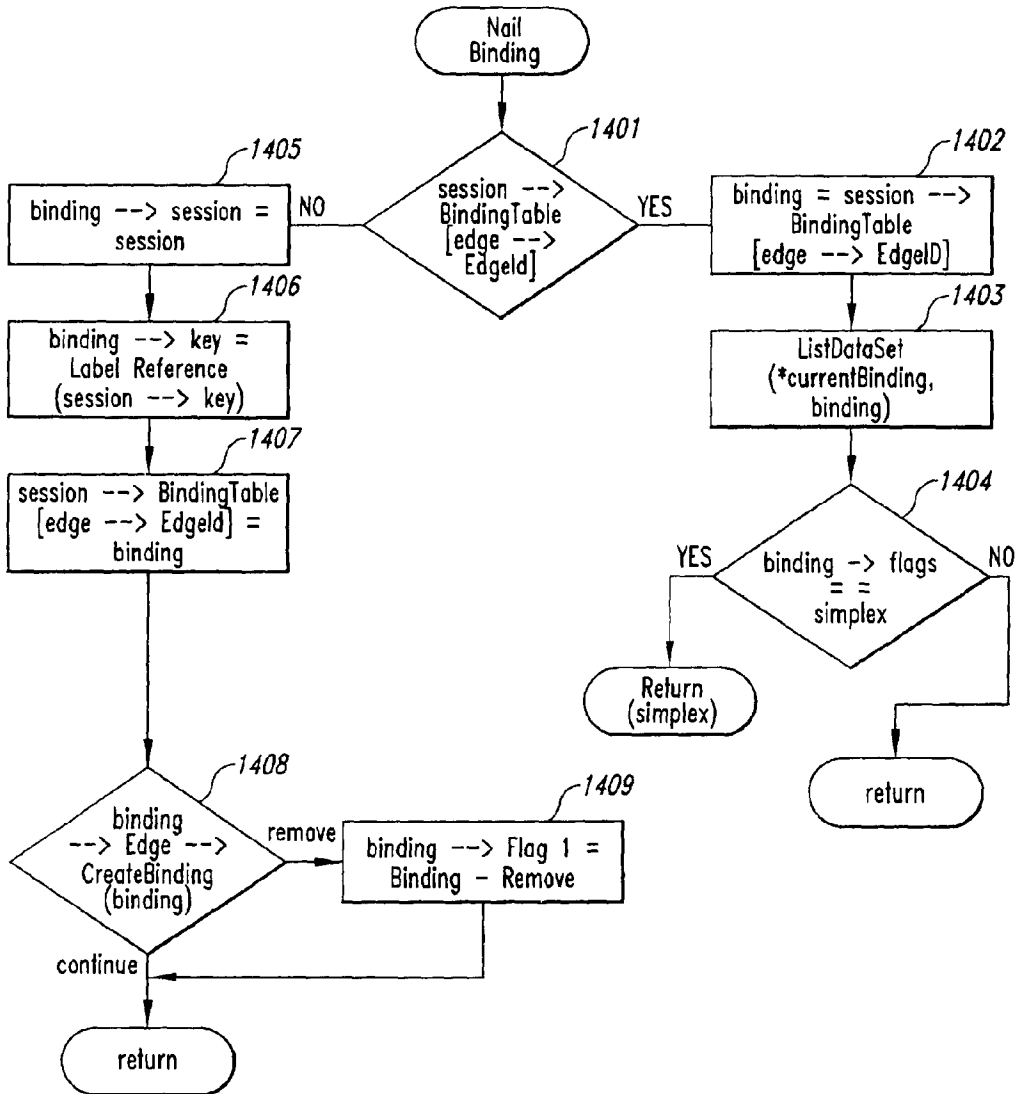 Nail
Binding
1401
session --> 
BindingTable
[edge -->
EdgeId]
NO
YES
1405
binding --> session =
session
1406
binding --> key =
Label Reference
(session --> key)
1407
session --> BindingTable
[edge --> EdgeId] =
binding
1408
binding
--> Edge -->
CreateBinding
(binding)
remove
continue
1409
binding --> Flag 1 =
Binding - Remove
return
1402
binding = session -->
BindingTable
[edge --> EdgeID]
1403
ListDataSet
(*currentBinding,
binding)
1404
binding -> flags
= =
simplex
YES
NO
Return
(simplex)
return